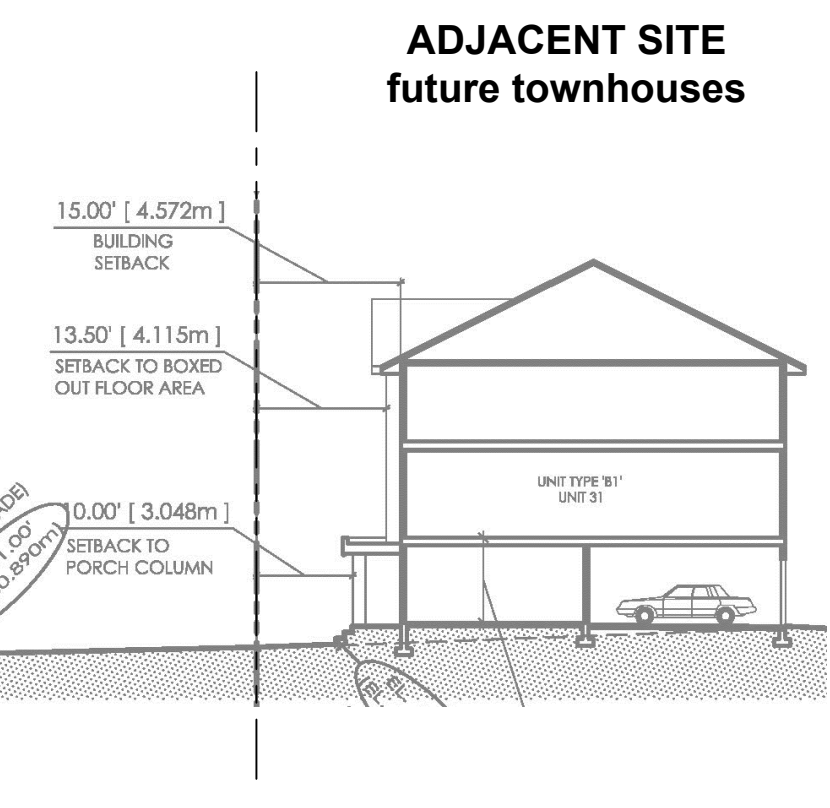 ADJACENT SITE
future townhouses
15.00' [ 4.572m ]
BUILDING
SETBACK
13.50' [ 4.115m ]
SETBACK TO BOXED
OUT FLOOR AREA
UNIT TYPE 'B1'
UNIT 31
10.00' [ 3.048m ]
SETBACK TO
PORCH COLUMN
EL